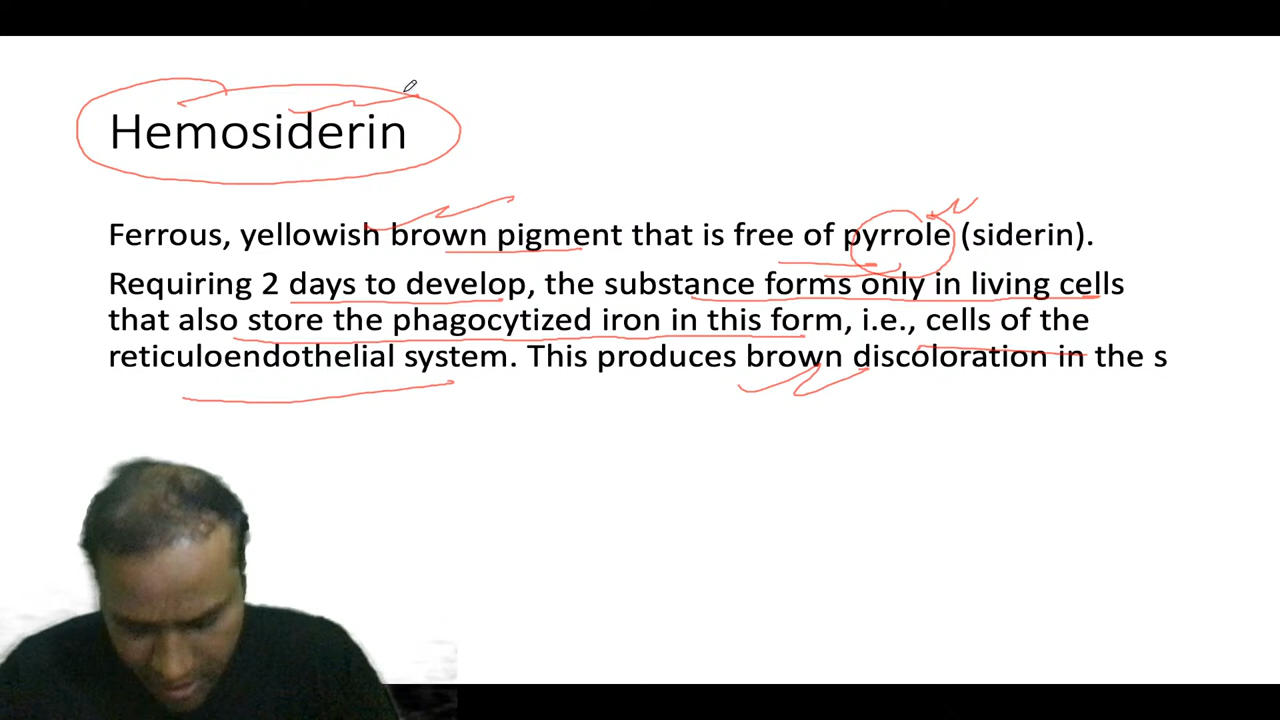 Hemosiderin
Ferrous, yellowish brown pigment that is free of pyrrole (siderin).
Requiring 2 days to develop, the substance forms only in living cells
that also store the phagocytized iron in this form, i.e., cells of the
reticuloendothelial system. This produces brown discoloration in the s